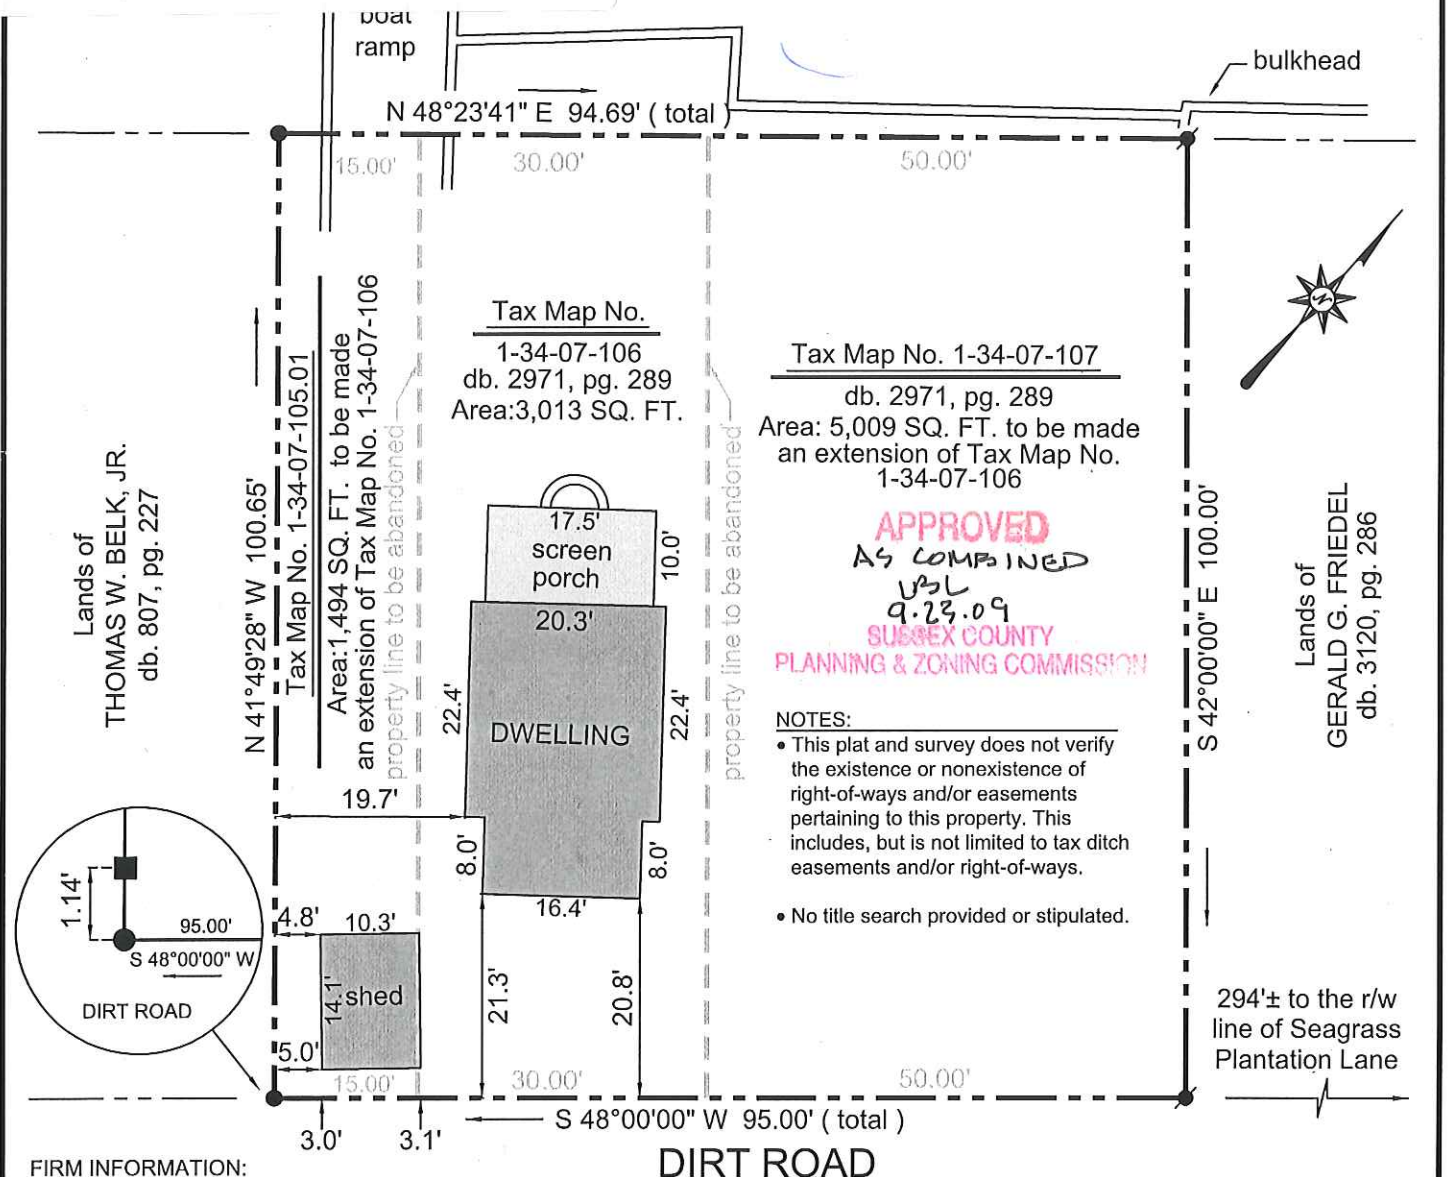 boat
ramp
bulkhead
N 48°23'41" E 94.69' ( total )
15.00'
30.00'
50.00'
Tax Map No. 1-34-07-105.01
Area:1,494 SQ. FT. to be made
an extension of Tax Map No. 1-34-07-106
property line to be abandoned
Tax Map No.
1-34-07-106
db. 2971, pg. 289
Area:3,013 SQ. FT.
property line to be abandoned
Tax Map No. 1-34-07-107
db. 2971, pg. 289
Area: 5,009 SQ. FT. to be made
an extension of Tax Map No.
1-34-07-106
N
Lands of
THOMAS W. BELK, JR.
db. 807, pg. 227
N 41°49'28" W 100.65'
APPROVED
AS COMBINED
9.23.09
SUSSEX COUNTY
PLANNING & ZONING COMMISSION
S 42°00'00" E 100.00'
Lands of
GERALD G. FRIEDEL
db. 3120, pg. 286
17.5'
screen
porch
10.0'
20.3'
22.4'
DWELLING
22.4'
19.7'
8.0'
8.0'
16.4'
21.3'
20.8'
NOTES:
• This plat and survey does not verify
the existence or nonexistence of
right-of-ways and/or easements
pertaining to this property. This
includes, but is not limited to tax ditch
easements and/or right-of-ways.
• No title search provided or stipulated.
1.14'
95.00'
S 48°00'00" W
DIRT ROAD
4.8'
10.3'
14.1'
shed
5.0'
15.00'
30.00'
50.00'
294'± to the r/w
line of Seagrass
Plantation Lane
3.0'
3.1'
S 48°00'00" W 95.00' ( total )
DIRT ROAD
FIRM INFORMATION: